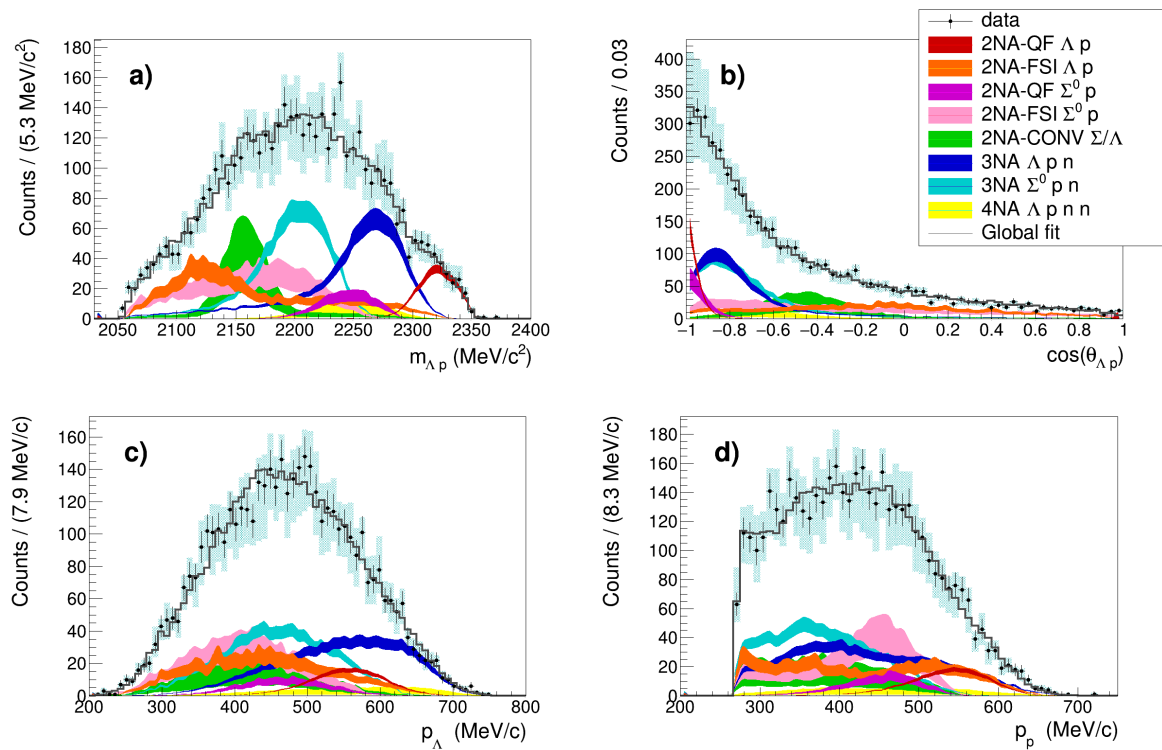 a)
Counts / (5.3 MeV/c²)
180
160
140
120
100
80
60
40
20
0
2050 2100 2150 2200 2250 2300 2350 2400
m_Λ p (MeV/c²)
b)
Counts / 0.03
400
350
300
250
200
150
100
50
0
−1 −0.8 −0.6 −0.4 −0.2 0 0.2 0.4 0.6 0.8 1
cos(θ_Λ p)
data
2NA-QF Λ p
2NA-FSI Λ p
2NA-QF Σ⁰ p
2NA-FSI Σ⁰ p
2NA-CONV Σ/Λ
3NA Λ p n
3NA Σ⁰ p n
4NA Λ p n n
Global fit
c)
Counts / (7.9 MeV/c)
160
140
120
100
80
60
40
20
0
200 300 400 500 600 700 800
p_Λ (MeV/c)
d)
Counts / (8.3 MeV/c)
180
160
140
120
100
80
60
40
20
0
200 300 400 500 600 700
p_p (MeV/c)